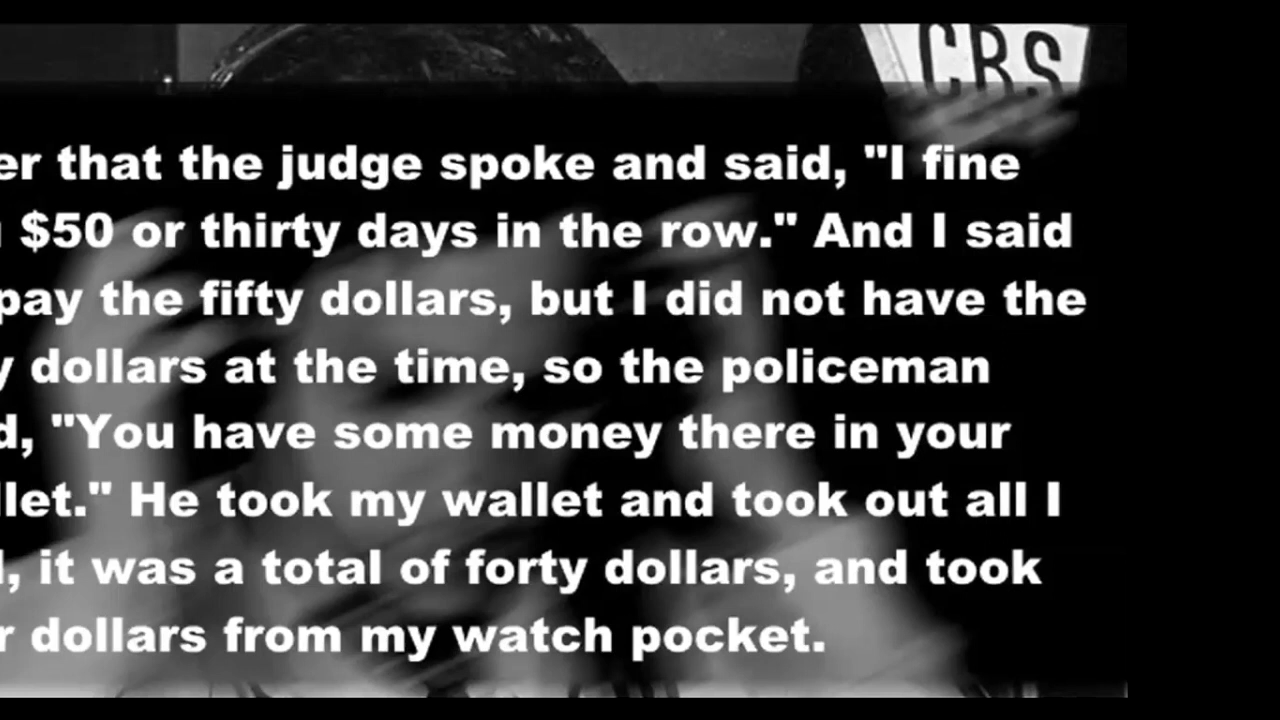 CBS
that the judge spoke and said, "I fine
$50 or thirty days in the row." And I said
pay the fifty dollars, but I did not have the
dollars at the time, so the policeman
"You have some money there in your
He took my wallet and took out all I
it was a total of forty dollars, and took
dollars from my watch pocket.